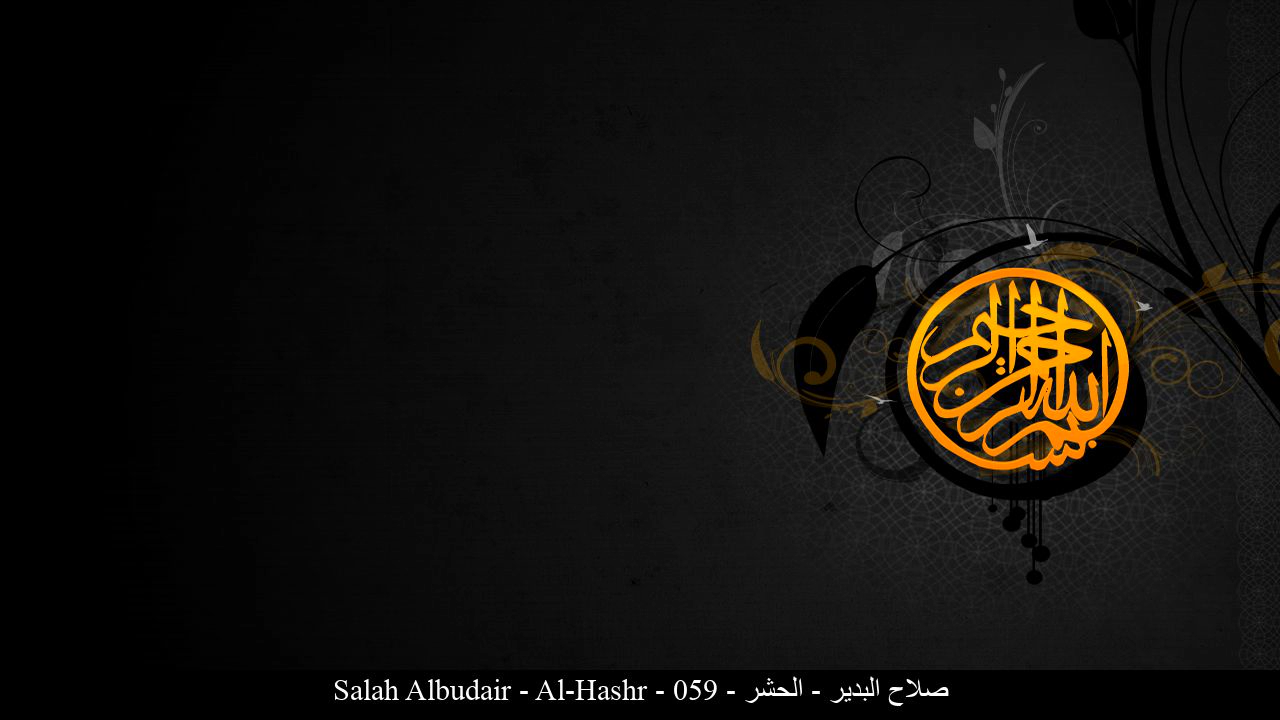 بسم الله الرحمن الرحيم
Salah Albudair - Al-Hashr - 059 - صلاح البدير - الحشر